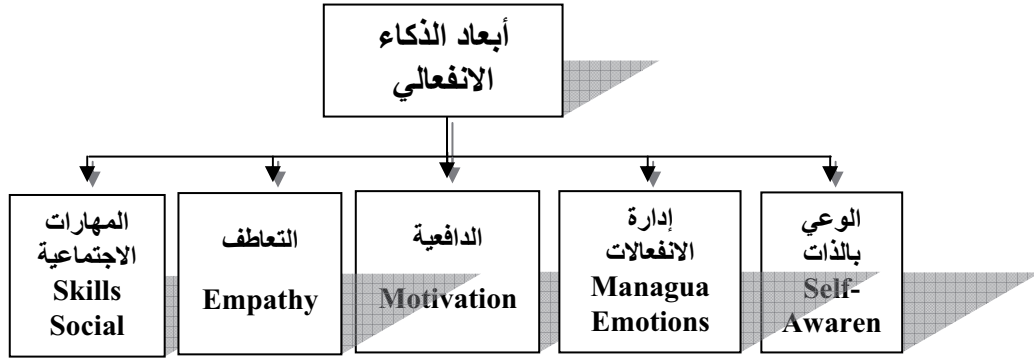 أبعاد الذكاء
الانفعالي
الوعي
بالذات
Self-
Awaren
إدارة
الانفعالات
Managua
Emotions
الدافعية
Motivation
التعاطف
Empathy
المهارات
الاجتماعية
Skills
Social